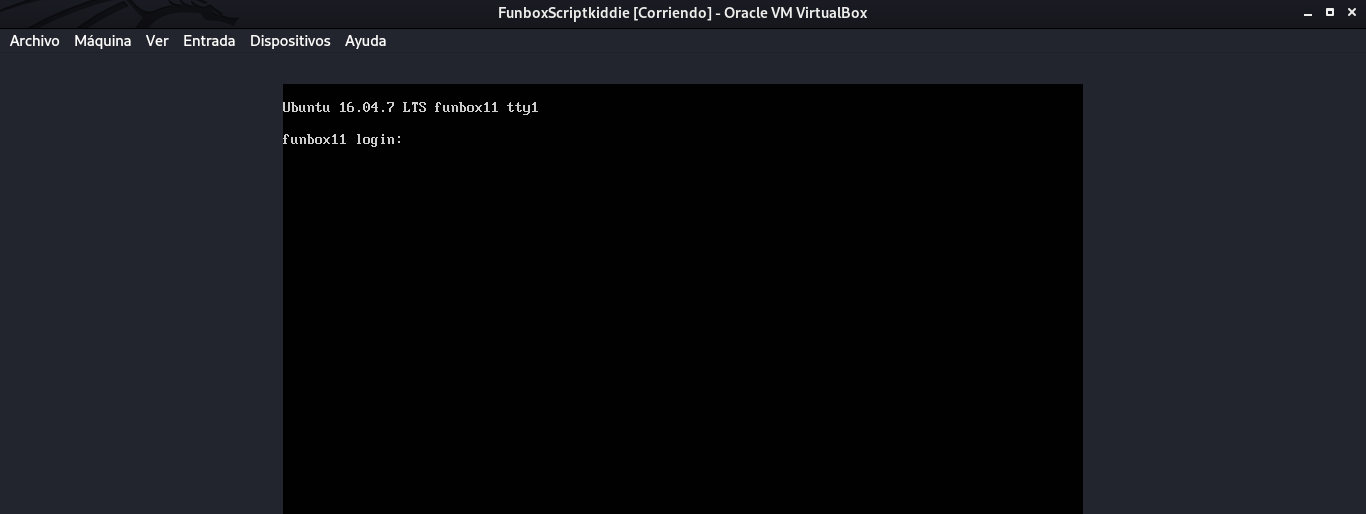 FunboxScriptkiddie [Corriendo] - Oracle VM VirtualBox
Archivo Máquina Ver Entrada Dispositivos Ayuda
Ubuntu 16.04.7 LTS funbox11 tty1
funbox11 login: